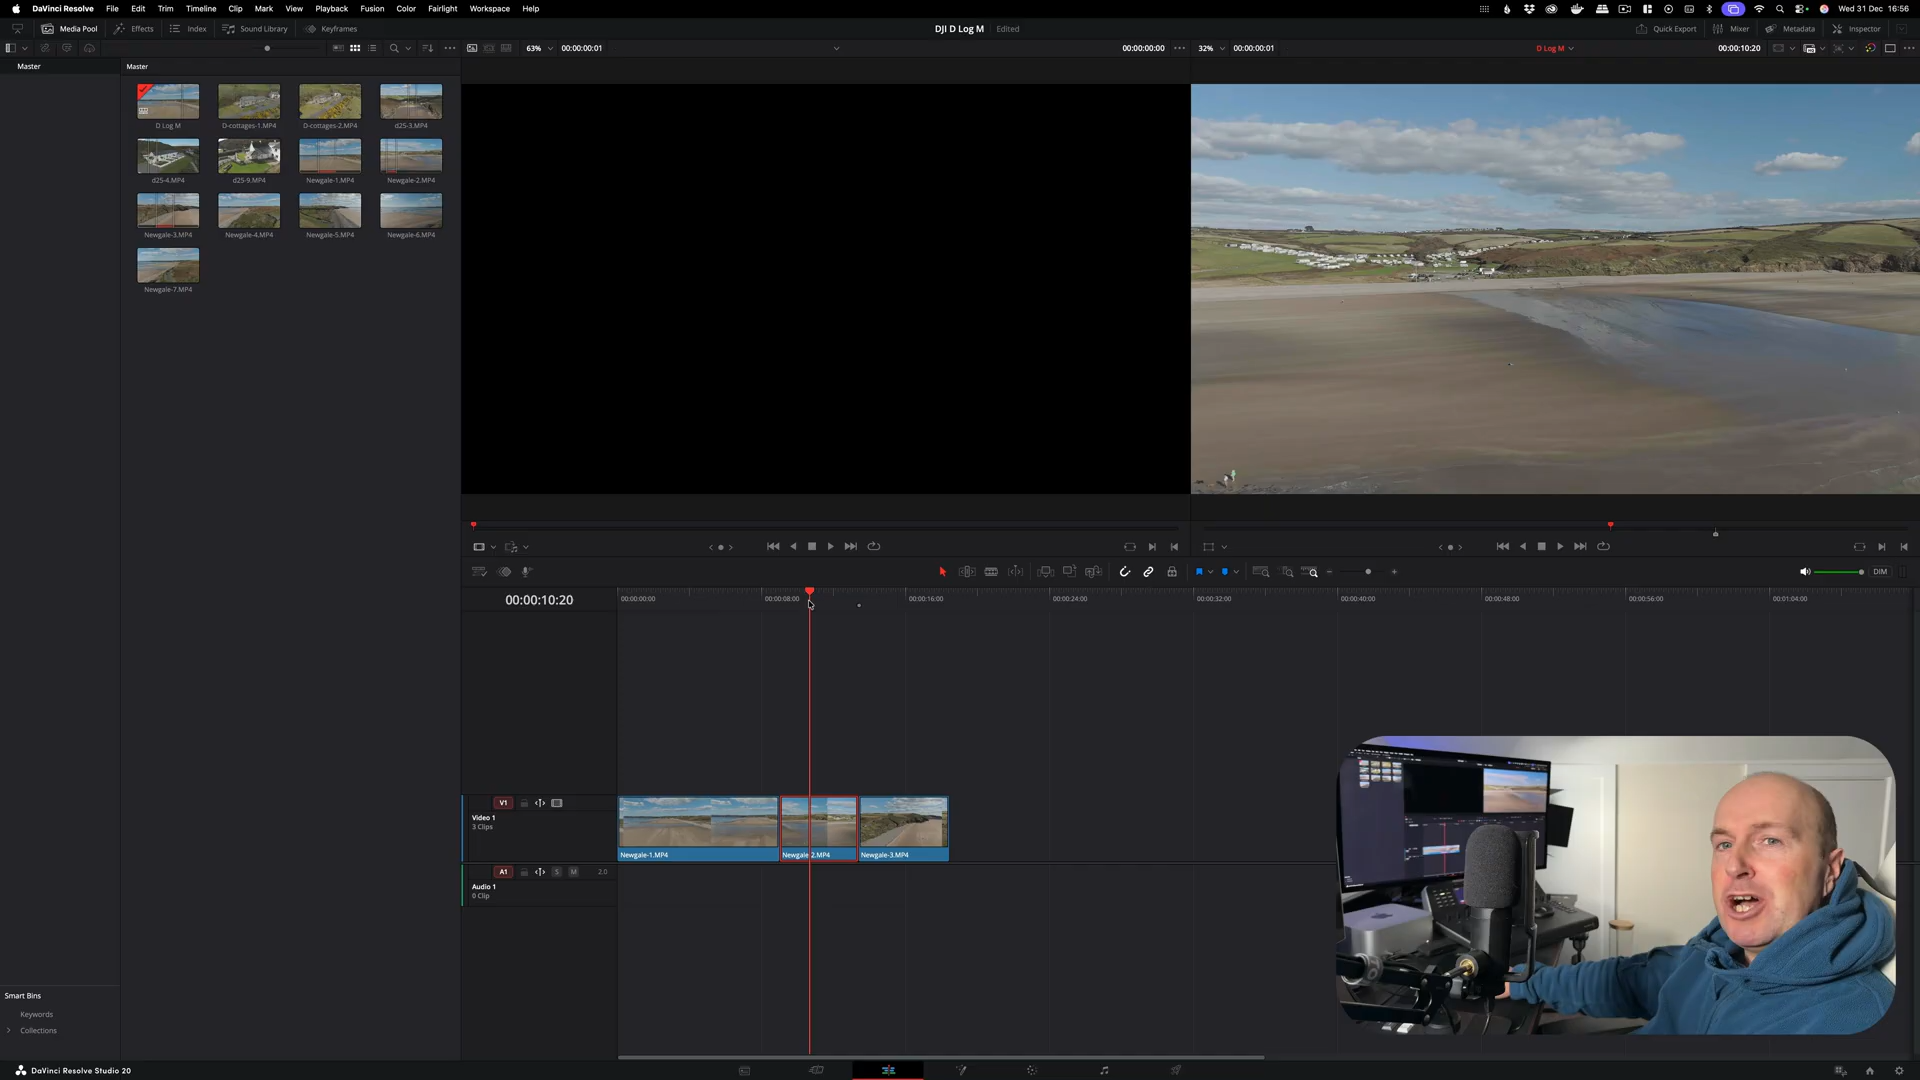 DaVinci Resolve File Edit Trim Timeline Clip Mark View Playback Fusion Color Fairlight Workspace Help
Wed 31 Dec 16:56
Media Pool Effects Index Sound Library Keyframes
DJI D Log M Edited
Quick Export Mixer Metadata Inspector
63% 00:00:00:01 00:00:00:00
32% 00:00:00:01 D Log M 00:00:10:20
Master
Master
D Log M D-cottages-1.MP4 D-cottages-2.MP4 d25-3.MP4
d25-4.MP4 d25-9.MP4 Newgale-1.MP4 Newgale-2.MP4
Newgale-3.MP4 Newgale-4.MP4 Newgale-5.MP4 Newgale-6.MP4
Newgale-7.MP4
DIM
00:00:10:20
00:00:00:00 00:00:08:00 00:00:16:00 00:00:24:00 00:00:32:00 00:00:40:00 00:00:48:00 00:00:56:00 00:01:04:00
V1
Video 1
3 Clips
Newgale-1.MP4 Newgale-2.MP4 Newgale-3.MP4
A1 S M 2.0
Audio 1
0 Clip
Smart Bins
Keywords
Collections
DaVinci Resolve Studio 20